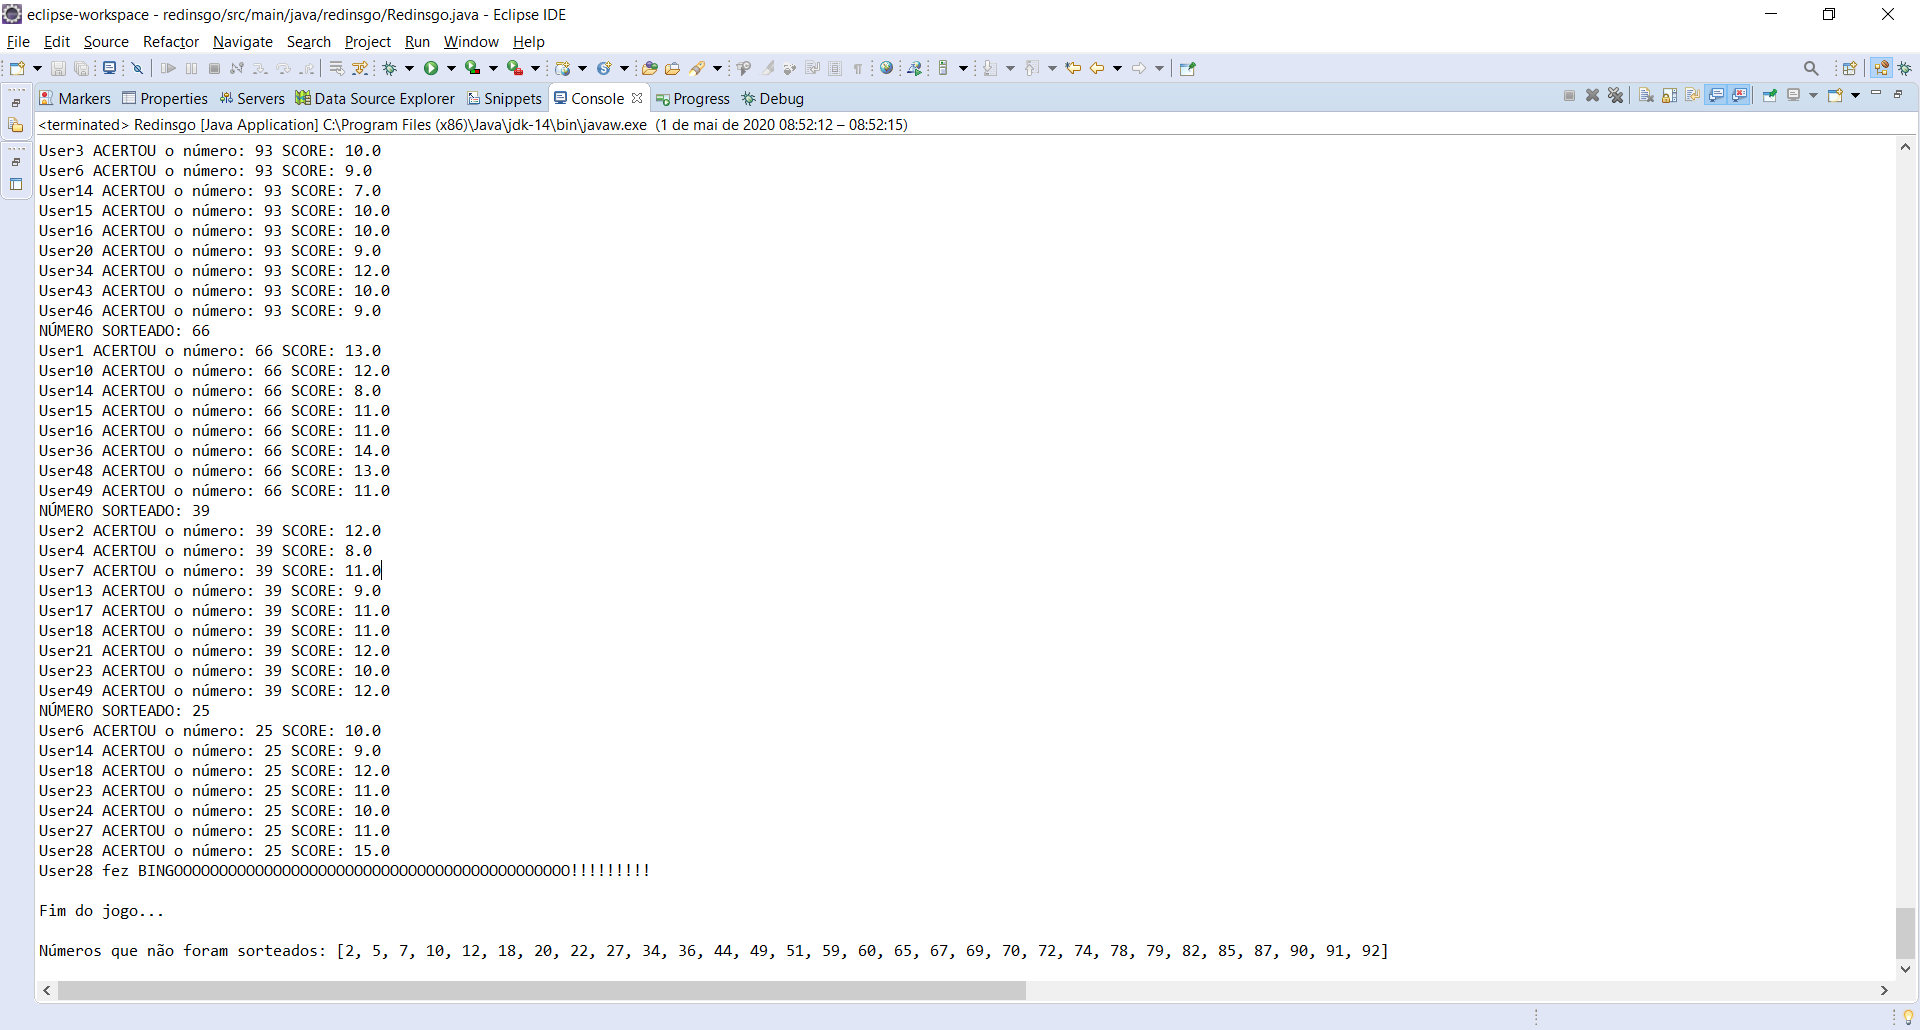 eclipse-workspace - redinsgo/src/main/java/redinsgo/Redinsgo.java - Eclipse IDE
File Edit Source Refactor Navigate Search Project Run Window Help
Markers Properties Servers Data Source Explorer Snippets Console Progress Debug
<terminated> Redinsgo [Java Application] C:\Program Files (x86)\Java\jdk-14\bin\javaw.exe (1 de mai de 2020 08:52:12 – 08:52:15)
User3 ACERTOU o número: 93 SCORE: 10.0
User6 ACERTOU o número: 93 SCORE: 9.0
User14 ACERTOU o número: 93 SCORE: 7.0
User15 ACERTOU o número: 93 SCORE: 10.0
User16 ACERTOU o número: 93 SCORE: 10.0
User20 ACERTOU o número: 93 SCORE: 9.0
User34 ACERTOU o número: 93 SCORE: 12.0
User43 ACERTOU o número: 93 SCORE: 10.0
User46 ACERTOU o número: 93 SCORE: 9.0
NÚMERO SORTEADO: 66
User1 ACERTOU o número: 66 SCORE: 13.0
User10 ACERTOU o número: 66 SCORE: 12.0
User14 ACERTOU o número: 66 SCORE: 8.0
User15 ACERTOU o número: 66 SCORE: 11.0
User16 ACERTOU o número: 66 SCORE: 11.0
User36 ACERTOU o número: 66 SCORE: 14.0
User48 ACERTOU o número: 66 SCORE: 13.0
User49 ACERTOU o número: 66 SCORE: 11.0
NÚMERO SORTEADO: 39
User2 ACERTOU o número: 39 SCORE: 12.0
User4 ACERTOU o número: 39 SCORE: 8.0
User7 ACERTOU o número: 39 SCORE: 11.0
User13 ACERTOU o número: 39 SCORE: 9.0
User17 ACERTOU o número: 39 SCORE: 11.0
User18 ACERTOU o número: 39 SCORE: 11.0
User21 ACERTOU o número: 39 SCORE: 12.0
User23 ACERTOU o número: 39 SCORE: 10.0
User49 ACERTOU o número: 39 SCORE: 12.0
NÚMERO SORTEADO: 25
User6 ACERTOU o número: 25 SCORE: 10.0
User14 ACERTOU o número: 25 SCORE: 9.0
User18 ACERTOU o número: 25 SCORE: 12.0
User23 ACERTOU o número: 25 SCORE: 11.0
User24 ACERTOU o número: 25 SCORE: 10.0
User27 ACERTOU o número: 25 SCORE: 11.0
User28 ACERTOU o número: 25 SCORE: 15.0
User28 fez BINGOOOOOOOOOOOOOOOOOOOOOOOOOOOOOOOOOOOOOOOOOOOO!!!!!!!!!
Fim do jogo...
Números que não foram sorteados: [2, 5, 7, 10, 12, 18, 20, 22, 27, 34, 36, 44, 49, 51, 59, 60, 65, 67, 69, 70, 72, 74, 78, 79, 82, 85, 87, 90, 91, 92]